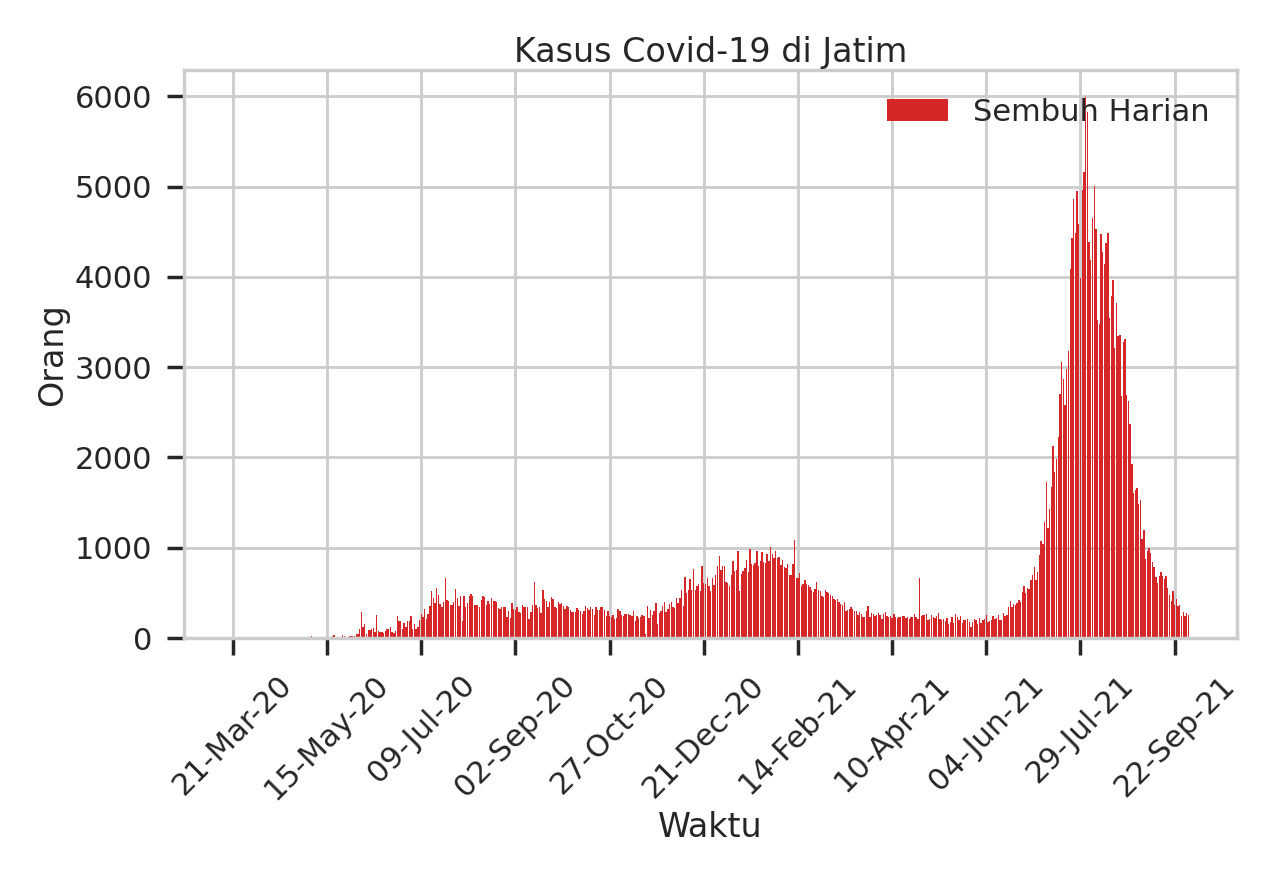 Kasus Covid-19 di Jatim
Sembuh Harian
6000
5000
4000
3000
2000
1000
0
Orang
21-Mar-20
15-May-20
09-Jul-20
02-Sep-20
27-Oct-20
21-Dec-20
14-Feb-21
10-Apr-21
04-Jun-21
29-Jul-21
22-Sep-21
Waktu